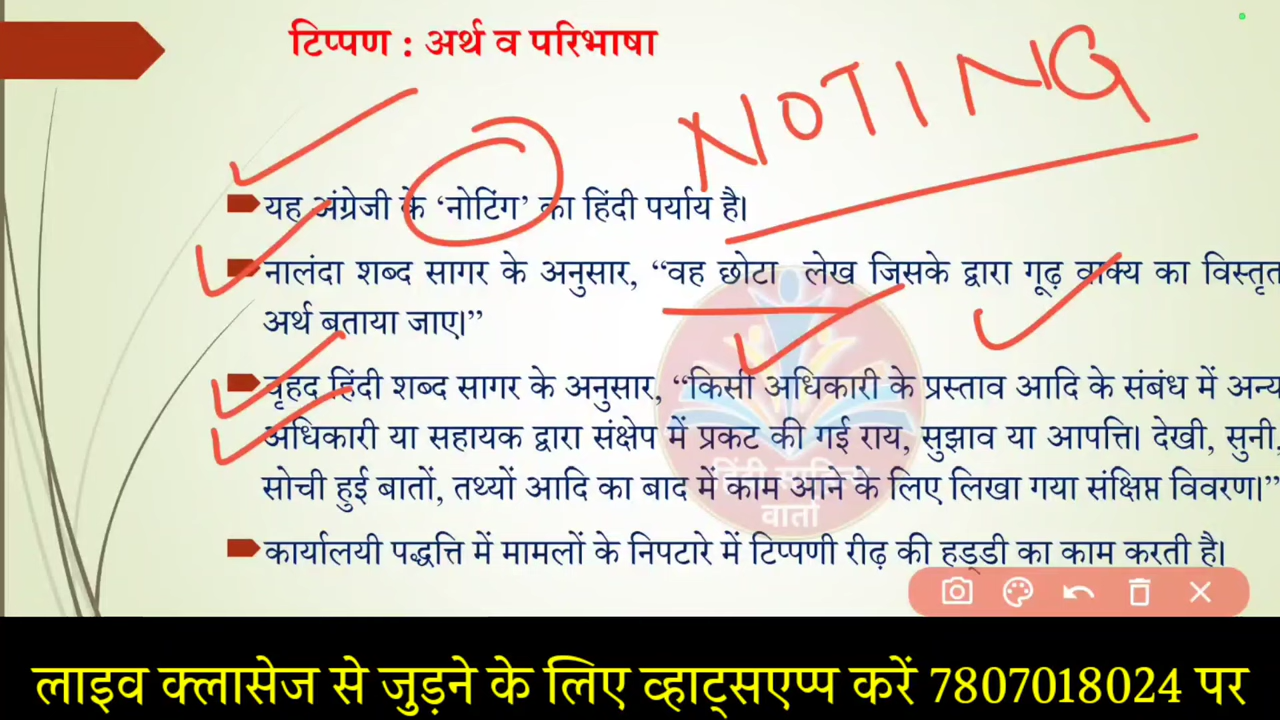 टिप्पण : अर्थ व परिभाषा
NOTING
यह अंग्रेजी के ‘नोटिंग’ का हिंदी पर्याय है।
नालंदा शब्द सागर के अनुसार, “वह छोटा लेख जिसके द्वारा गूढ़ वाक्य का विस्तृत
अर्थ बताया जाए।”
वृहद हिंदी शब्द सागर के अनुसार, “किसी अधिकारी के प्रस्ताव आदि के संबंध में अन्य
अधिकारी या सहायक द्वारा संक्षेप में प्रकट की गई राय, सुझाव या आपत्ति। देखी, सुनी,
सोची हुई बातों, तथ्यों आदि का बाद में काम आने के लिए लिखा गया संक्षिप्त विवरण।”
हिंदी साहित्य
वार्ता
कार्यालयी पद्धत्ति में मामलों के निपटारे में टिप्पणी रीढ़ की हड्डी का काम करती है।
लाइव क्लासेज से जुड़ने के लिए व्हाट्सएप्प करें 7807018024 पर